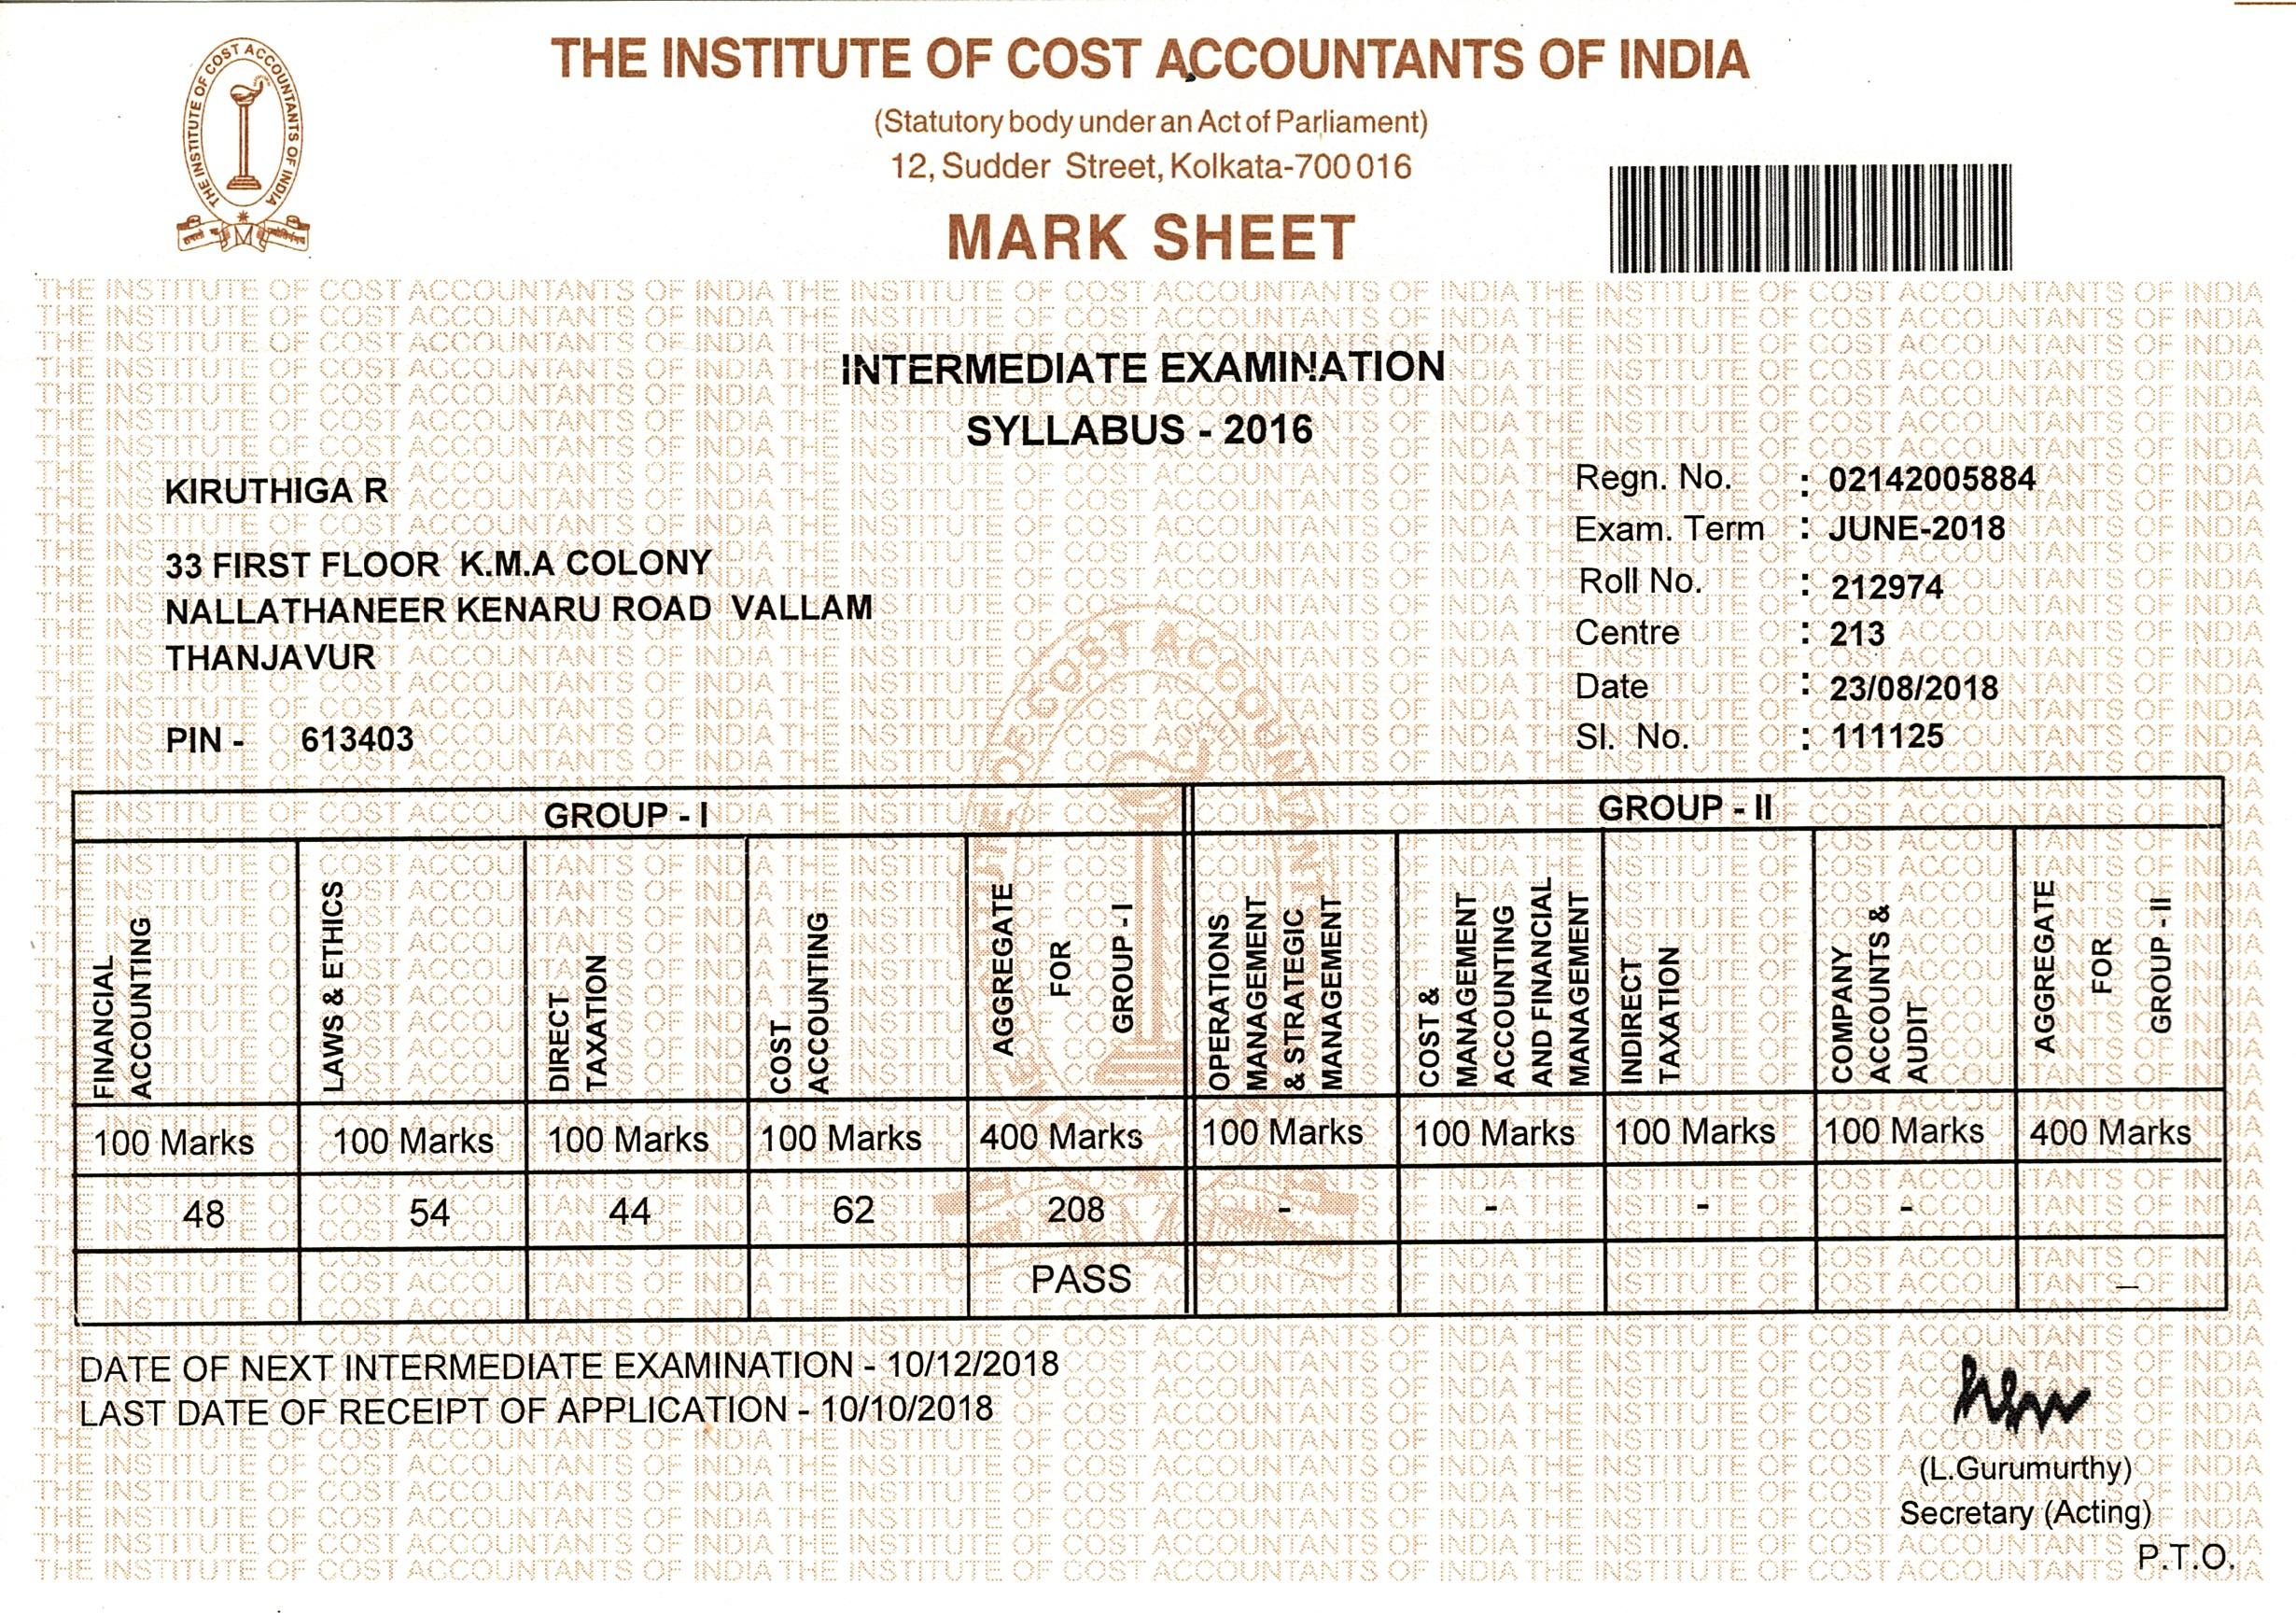 THE INSTITUTE OF COST ACCOUNTANTS OF INDIA
THE INSTITUTE OF COST ACCOUNTANTS OF INDIA
(Statutory body under an Act of Parliament)
12, Sudder Street, Kolkata-700 016
MARK SHEET
INTERMEDIATE EXAMINATION
SYLLABUS - 2016
KIRUTHIGA R
33 FIRST FLOOR K.M.A COLONY
NALLATHANEER KENARU ROAD VALLAM
THANJAVUR
PIN - 613403
Regn. No. : 02142005884
Exam. Term : JUNE-2018
Roll No. : 212974
Centre : 213
Date : 23/08/2018
Sl. No. : 111125
GROUP - I GROUP - II
FINANCIAL ACCOUNTING
LAWS & ETHICS
DIRECT TAXATION
COST ACCOUNTING
AGGREGATE FOR GROUP - I
OPERATIONS MANAGEMENT & STRATEGIC MANAGEMENT
COST & MANAGEMENT ACCOUNTING AND FINANCIAL MANAGEMENT
INDIRECT TAXATION
COMPANY ACCOUNTS & AUDIT
AGGREGATE FOR GROUP - II
100 Marks 100 Marks 100 Marks 100 Marks 400 Marks 100 Marks 100 Marks 100 Marks 100 Marks 400 Marks
48 54 44 62 208 - - - -
PASS _
DATE OF NEXT INTERMEDIATE EXAMINATION - 10/12/2018
LAST DATE OF RECEIPT OF APPLICATION - 10/10/2018
(L.Gurumurthy)
Secretary (Acting)
P.T.O.